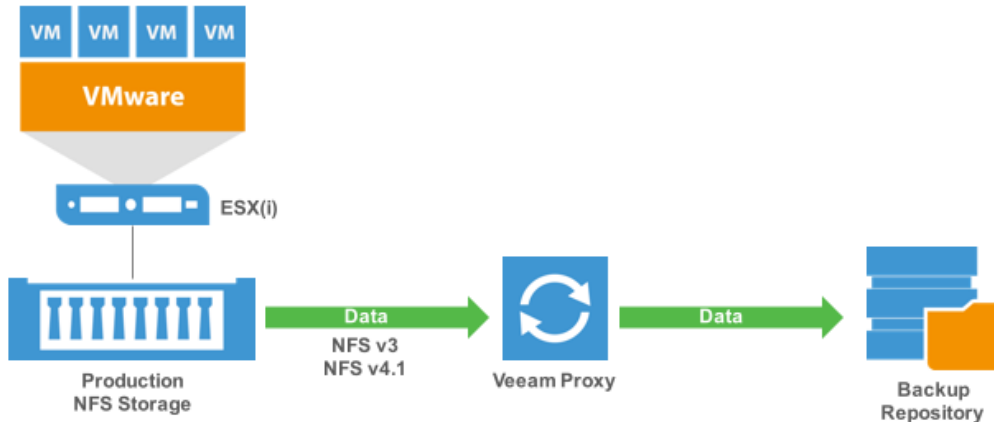 VM VM VM VM
VMware
ESX(i)
Data
NFS v3
NFS v4.1
Data
Production
NFS Storage
Veeam Proxy
Backup
Repository